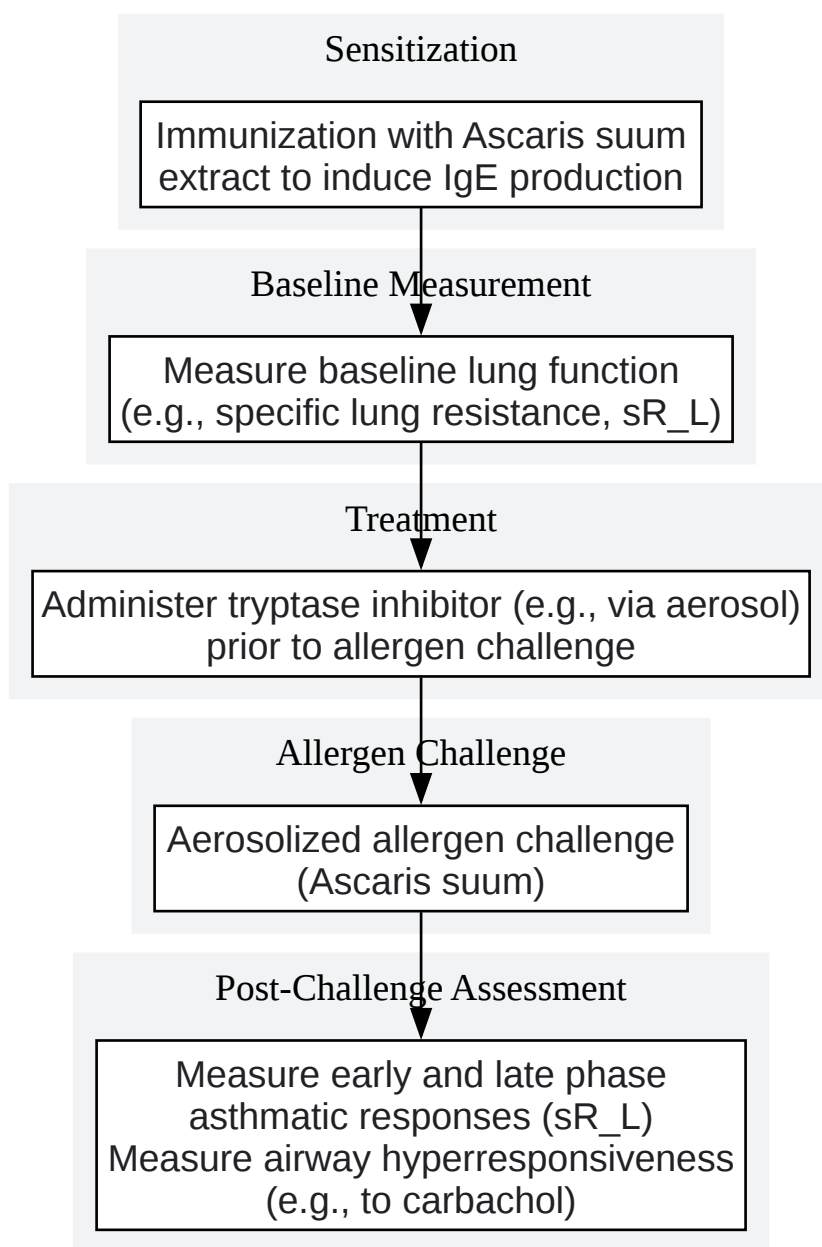 Sensitization
Immunization with Ascaris suum
extract to induce IgE production
Baseline Measurement
Measure baseline lung function
(e.g., specific lung resistance, sR_L)
Treatment
Administer tryptase inhibitor (e.g., via aerosol)
prior to allergen challenge
Allergen Challenge
Aerosolized allergen challenge
(Ascaris suum)
Post-Challenge Assessment
Measure early and late phase
asthmatic responses (sR_L)
Measure airway hyperresponsiveness
(e.g., to carbachol)